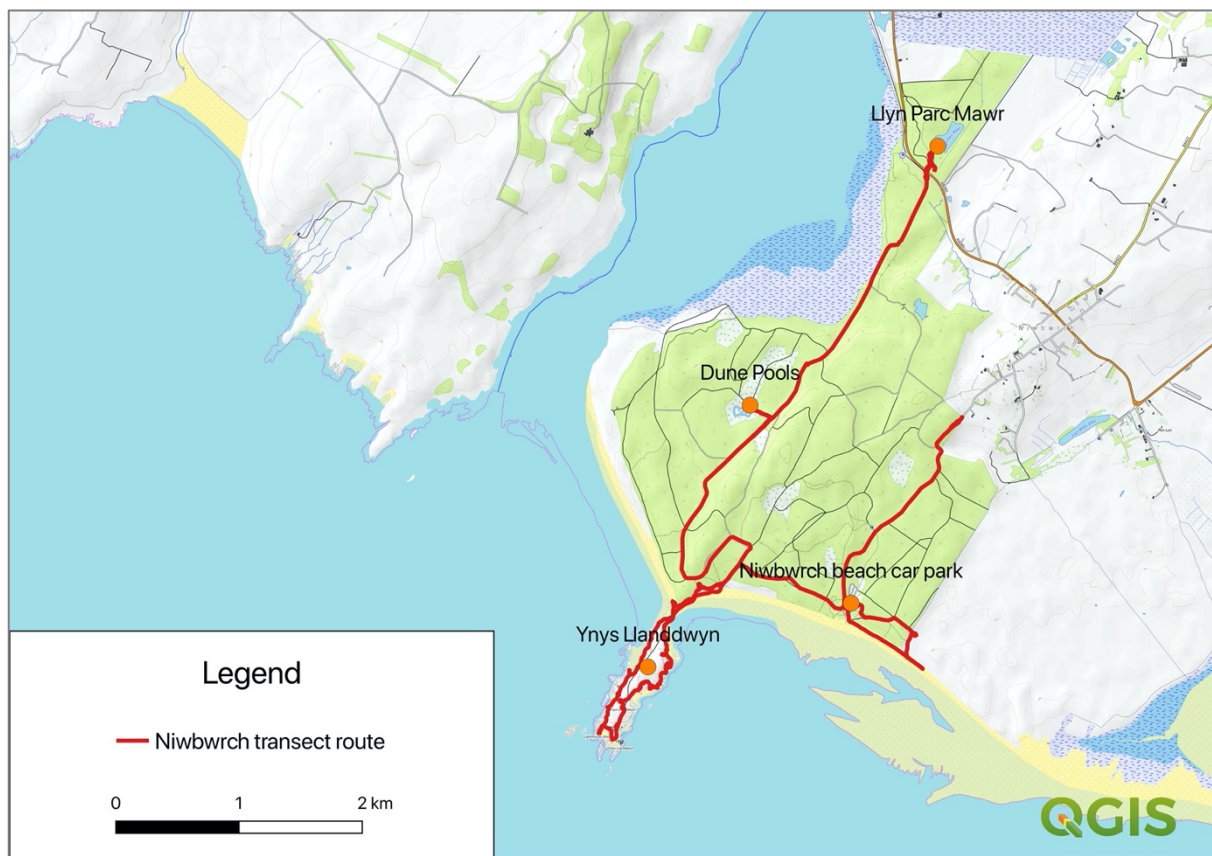 Llyn Parc Mawr
Niwbwrch
Dune Pools
Niwbwrch beach car park
Ynys Llanddwyn
Legend
Niwbwrch transect route
0 1 2 km
QGIS